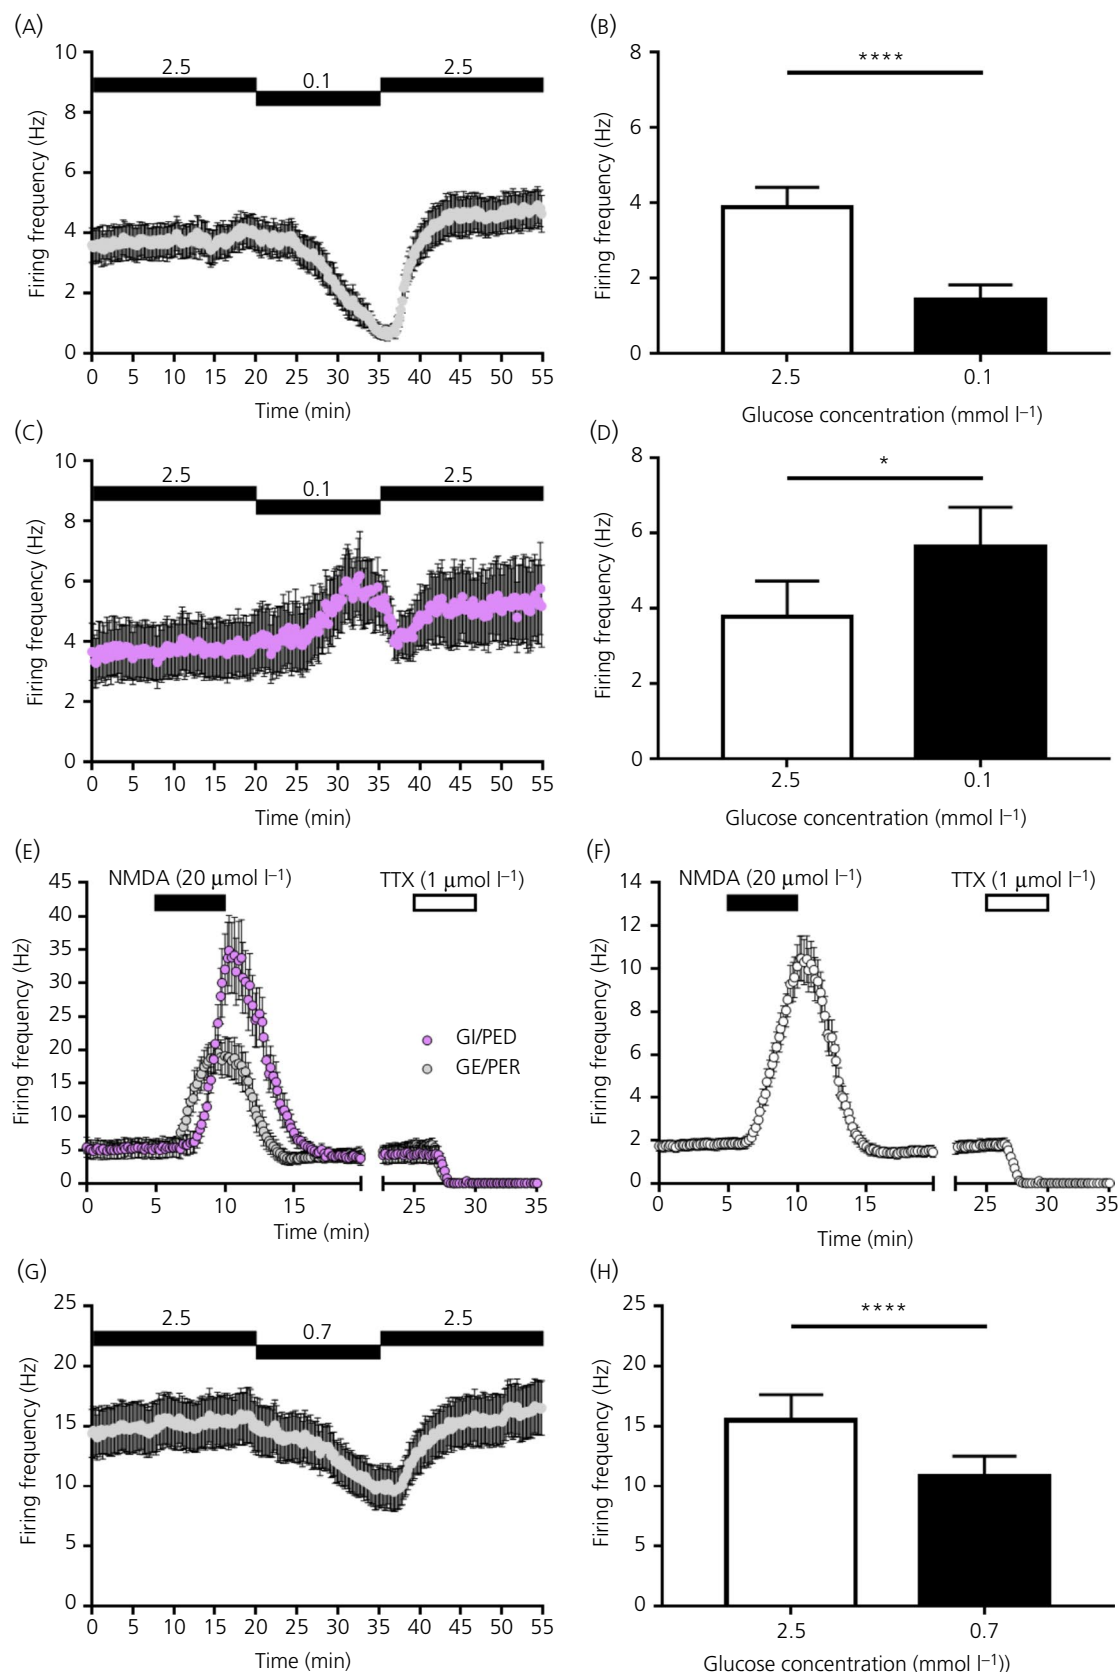 (A)
10
8
6
4
2
0
Firing frequency (Hz)
2.5
0.1
2.5
0 5 10 15 20 25 30 35 40 45 50 55
Time (min)
(B)
8
6
4
2
0
Firing frequency (Hz)
****
2.5 0.1
Glucose concentration (mmol l–1)
(C)
10
8
6
4
2
0
Firing frequency (Hz)
2.5
0.1
2.5
0 5 10 15 20 25 30 35 40 45 50 55
Time (min)
(D)
8
6
4
2
0
Firing frequency (Hz)
*
2.5 0.1
Glucose concentration (mmol l–1)
(E)
45
40
35
30
25
20
15
10
5
0
Firing frequency (Hz)
NMDA (20 μmol l–1)
TTX (1 μmol l–1)
GI/PED
GE/PER
0 5 10 15 25 30 35
Time (min)
(F)
14
12
10
8
6
4
2
0
Firing frequency (Hz)
NMDA (20 μmol l–1)
TTX (1 μmol l–1)
0 5 10 15 25 30 35
Time (min)
(G)
25
20
15
10
5
0
Firing frequency (Hz)
2.5
0.7
2.5
0 5 10 15 20 25 30 35 40 45 50 55
Time (min)
(H)
25
20
15
10
5
0
Firing frequency (Hz)
****
2.5 0.7
Glucose concentration (mmol l–1))